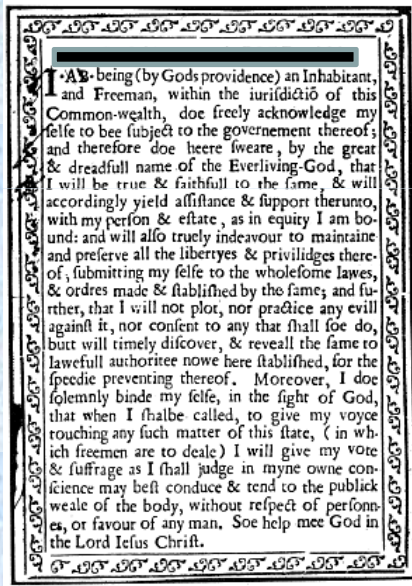 I·AB·being (by Gods providence) an Inhabitant,
and Freeman, within the iurisdictiō of this
Common-wealth, doe freely acknowledge my
selfe to bee subject to the governement thereof;
and therefore doe heere sweare, by the great
& dreadfull name of the Everliving-God, that
I will be true & faithfull to the same, & will
accordingly yield assistance & support therunto,
with my person & estate, as in equity I am bo-
und: and will also truely indeavour to maintaine
and preserve all the libertyes & privilidges there-
of, submitting my selfe to the wholesome lawes,
& ordres made & stablished by the same; and fu-
rther, that I will not plot, nor practice any evill
against it, nor consent to any that shall soe do,
butt will timely discover, & reveall the same to
lawefull authoritee nowe here stablished, for the
speedie preventing thereof. Moreover, I doe
solemnly binde my selfe, in the sight of God,
that when I shalbe called, to give my voyce
touching any such matter of this state, (in wh-
ich freemen are to deale) I will give my vote
& suffrage as I shall judge in myne owne con-
science may best conduce & tend to the publick
weale of the body, without respect of personn-
es, or favour of any man. Soe help mee God in
the Lord Iesus Christ.